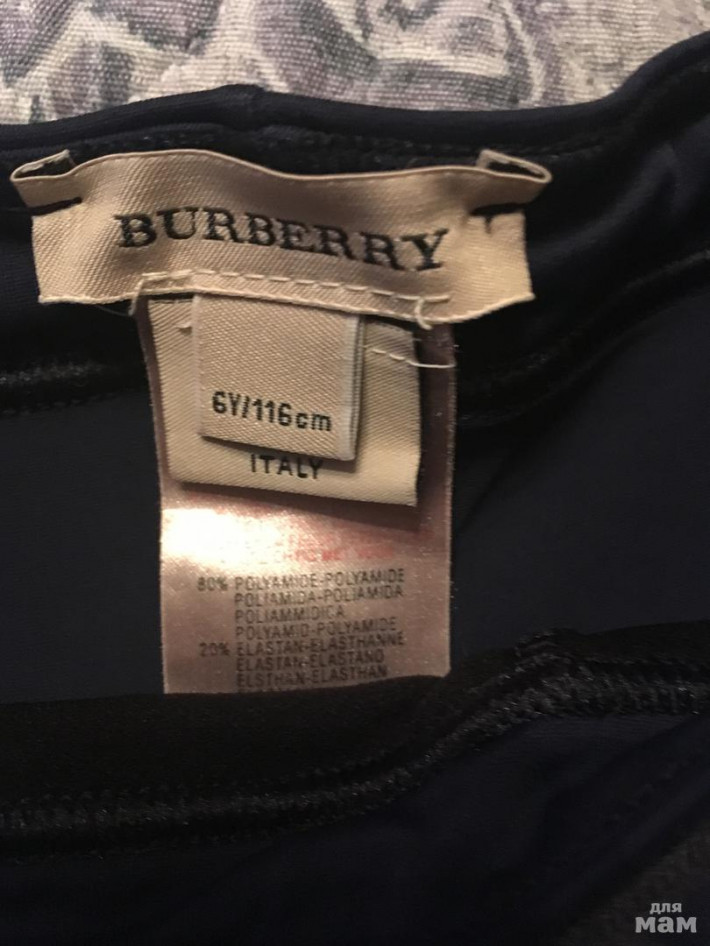 BURBERRY
6Y/116cm
ITALY
80% POLYAMIDE-POLYAMIDE
POLIAMIDA-POLIAMIDA
POLIAMMIDICA
POLYAMID-POLYAMIDE
20% ELASTAN-ELASTHANNE
ELASTAN-ELASTANO
ELSTHAN-ELASTHAN
для
мам